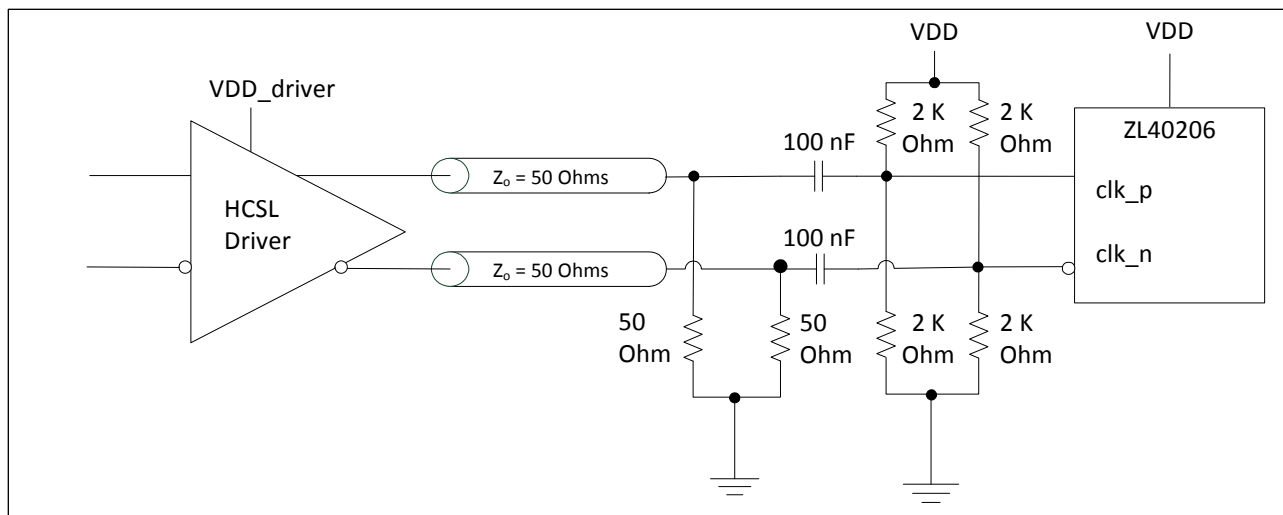 VDD
VDD
VDD_driver
2 K
Ohm
2 K
Ohm
ZL40206
100 nF
Zo = 50 Ohms
clk_p
HCSL
Driver
100 nF
clk_n
Zo = 50 Ohms
50
Ohm
50
Ohm
2 K
Ohm
2 K
Ohm